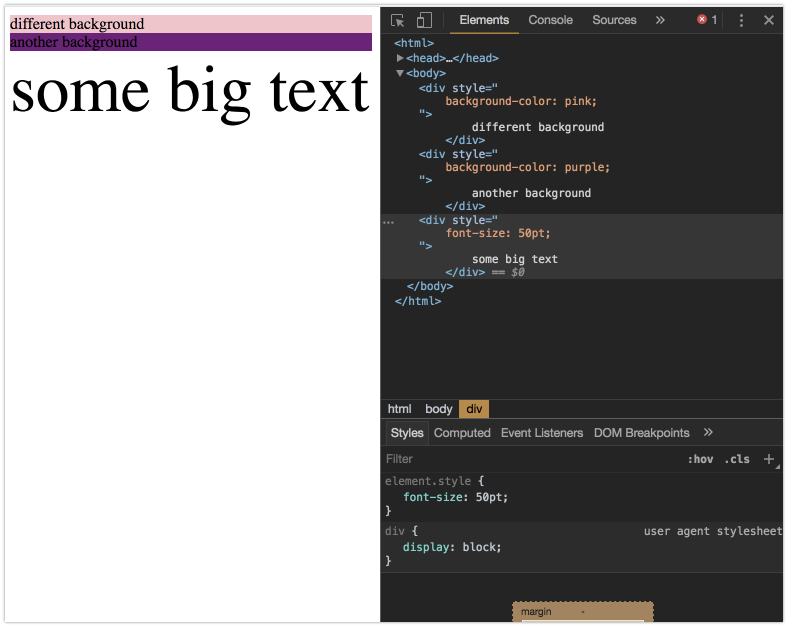 different background
another background
some big text
Elements Console Sources » 1
<html>
<head>…</head>
<body>
<div style="
background-color: pink;
">
different background
</div>
<div style="
background-color: purple;
">
another background
</div>
<div style="
font-size: 50pt;
">
some big text
</div> == $0
</body>
</html>
html body div
Styles Computed Event Listeners DOM Breakpoints »
Filter :hov .cls +
element.style {
font-size: 50pt;
}
div { user agent stylesheet
display: block;
}
margin -